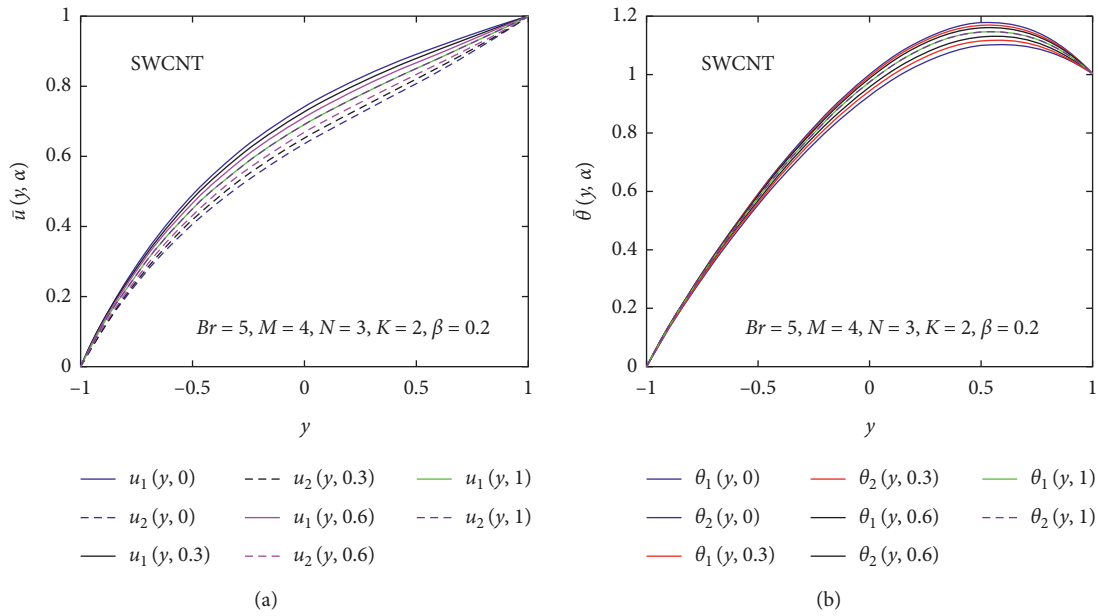 1
0.8
0.6
0.4
0.2
0
ū (y, α)
SWCNT
Br = 5, M = 4, N = 3, K = 2, β = 0.2
−1 −0.5 0 0.5 1
y
u1 (y, 0) u2 (y, 0.3) u1 (y, 1)
u2 (y, 0) u1 (y, 0.6) u2 (y, 1)
u1 (y, 0.3) u2 (y, 0.6)
(a)
1.2
1
0.8
0.6
0.4
0.2
0
θ̄ (y, α)
SWCNT
Br = 5, M = 4, N = 3, K = 2, β = 0.2
−1 −0.5 0 0.5 1
y
θ1 (y, 0) θ2 (y, 0.3) θ1 (y, 1)
θ2 (y, 0) θ1 (y, 0.6) θ2 (y, 1)
θ1 (y, 0.3) θ2 (y, 0.6)
(b)